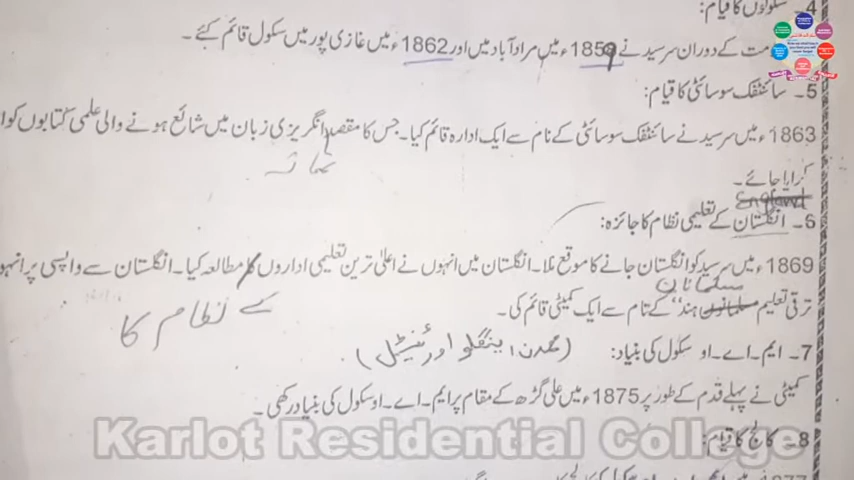 4۔ سکولوں کا قیام:
مت کے دوران سرسید نے 1859ء میں مراد آباد میں اور 1862ء میں غازی پور میں سکول قائم کئے۔
5۔ سائنٹفک سوسائٹی کا قیام:
1863ء میں سرسید نے سائنٹفک سوسائٹی کے نام سے ایک ادارہ قائم کیا۔ جس کا مقصد انگریزی زبان میں شائع ہونے والی علمی کتابوں کو ا
کرایا جائے۔
England
6۔ انگلستان کے تعلیمی نظام کا جائزہ:
1869ء میں سرسید کو انگلستان جانے کا موقع ملا۔ انگلستان میں انہوں نے اعلیٰ ترین تعلیمی اداروں کا مطالعہ کیا۔ انگلستان سے واپسی پر انہو
مسلمانان
ترقی تعلیم مسلمانون ہند" کے نام سے ایک کمیٹی قائم کی۔
کے نظام کا
7۔ ایم۔اے۔او سکول کی بنیاد: (محمدن اینگلو اورئنیٹل)
کمیٹی نے پہلے قدم کے طور پر 1875ء میں علی گڑھ کے مقام پر ایم۔اے۔او سکول کی بنیاد رکھی۔
8۔ کالج کا قیام:
Karlot Residential College